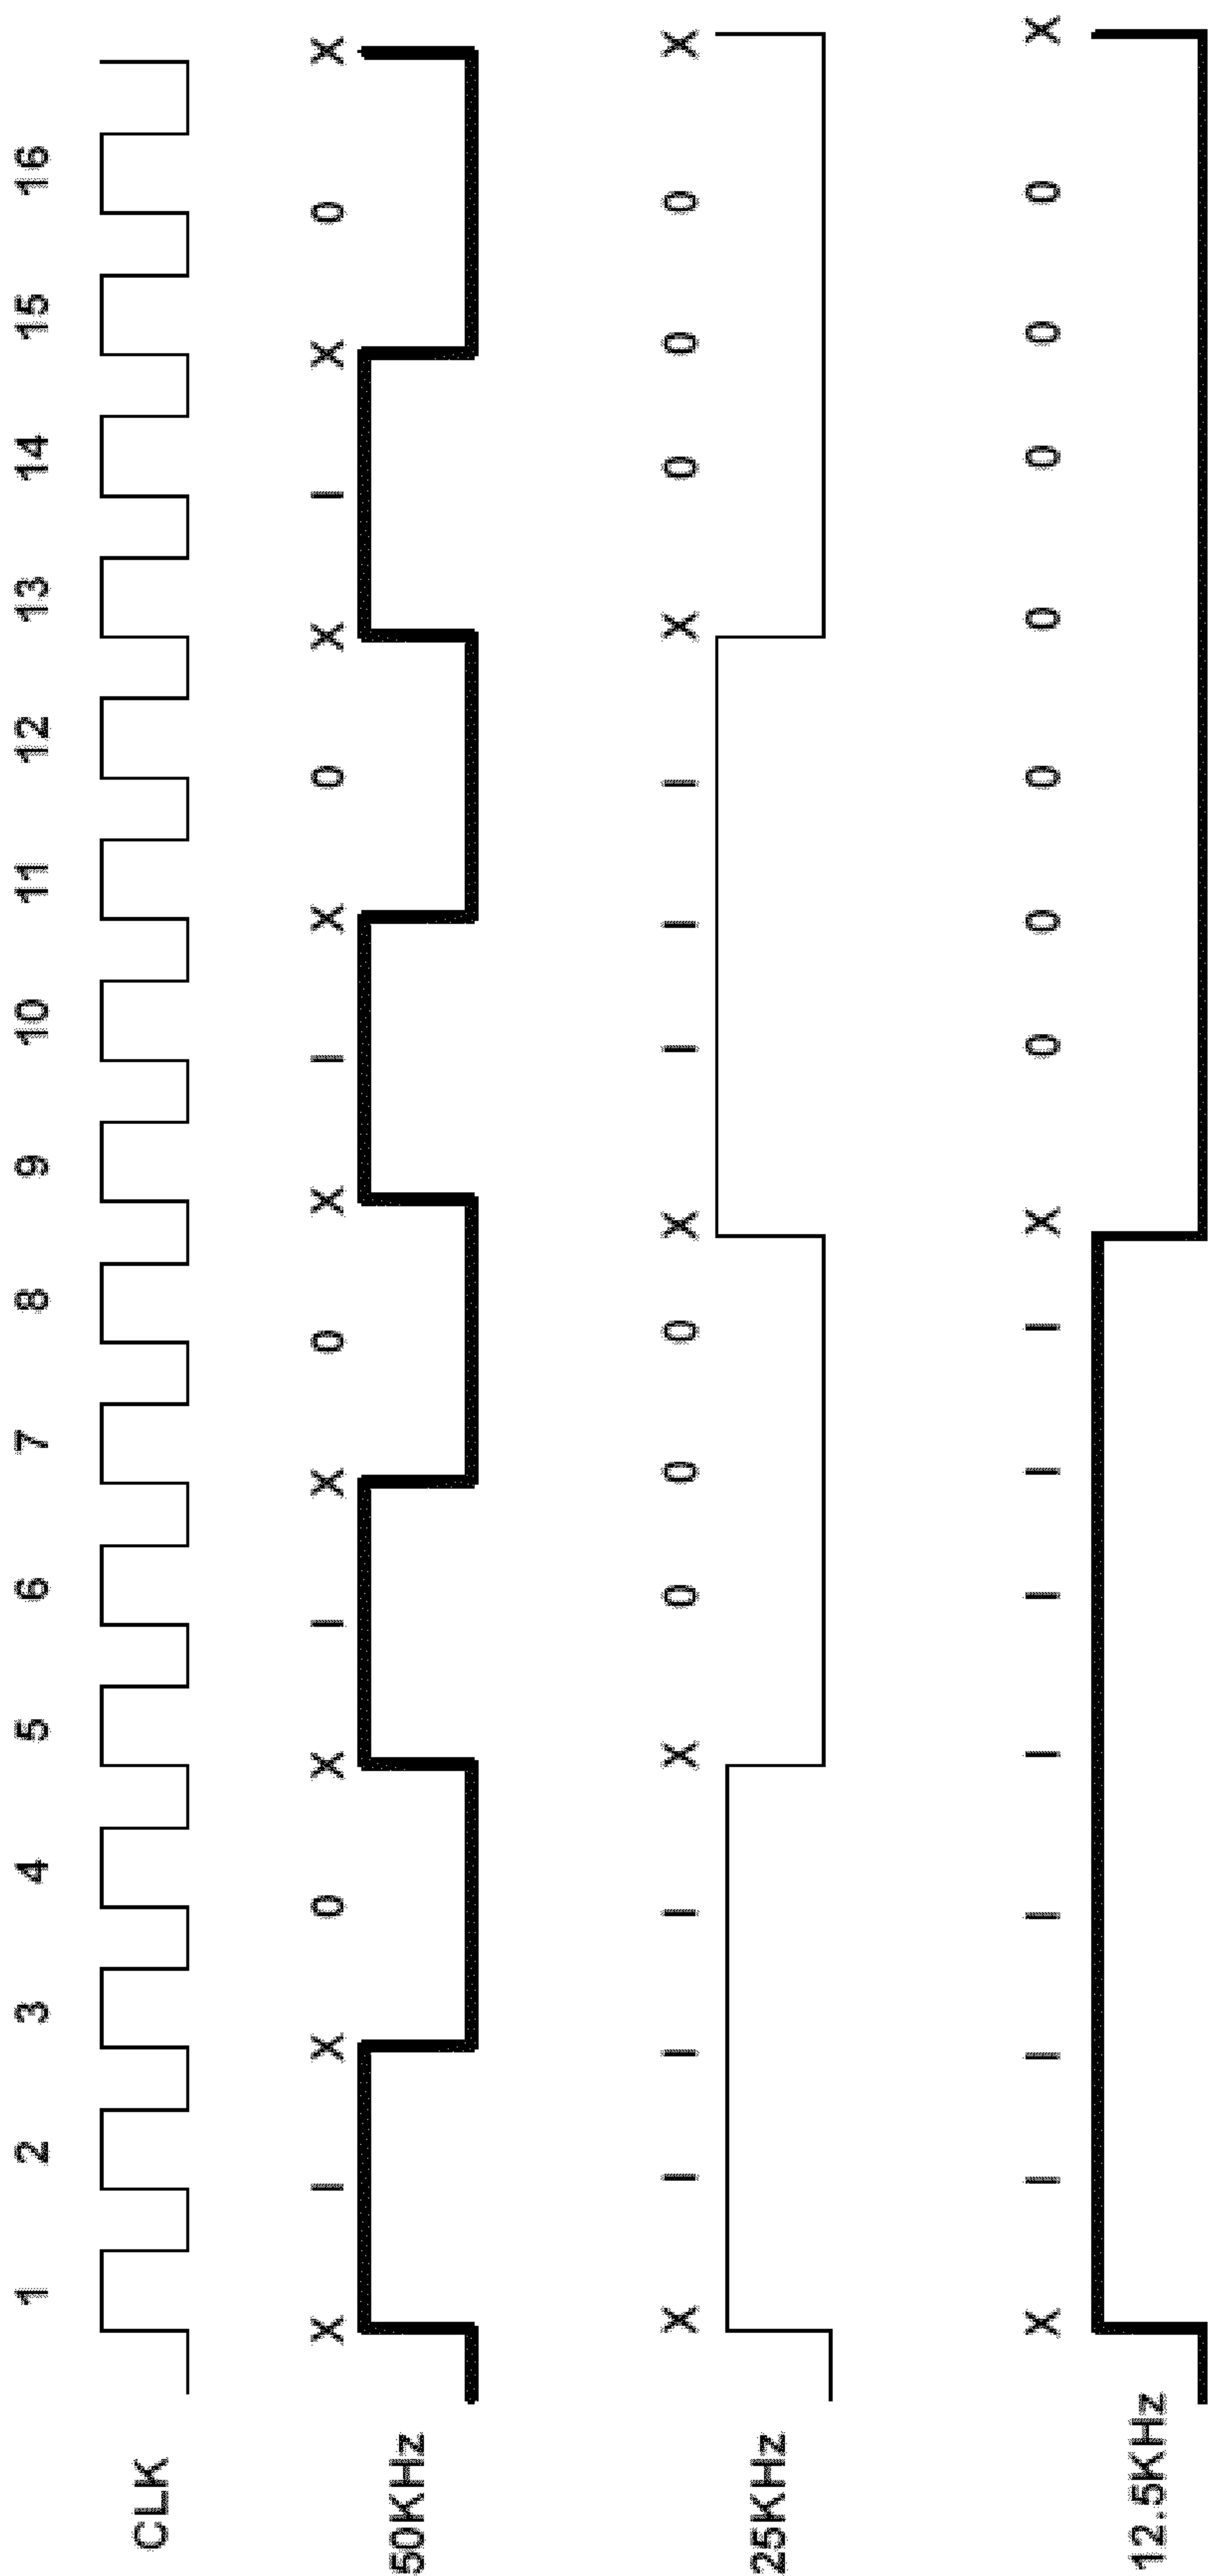 1 2 3 4 5 6 7 8 9 10 11 12 13 14 15 16
CLK
X I X 0 X I X 0 X I X 0 X I X 0 X
50KHz
X I I I X 0 0 0 X I I I X 0 0 0 X
25KHz
X I I I I I I I X 0 0 0 0 0 0 0 X
12.5KHz